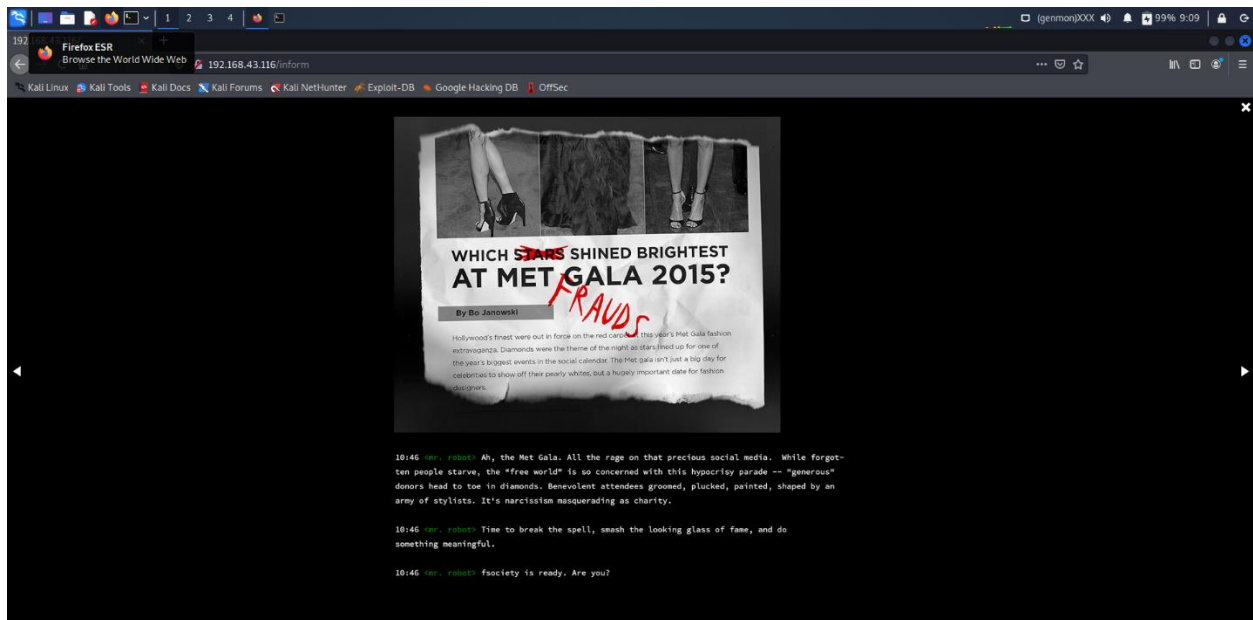 1 2 3 4
(genmon)XXX 99% 9:09
192
Firefox ESR
Browse the World Wide Web
192.168.43.116/inform
Kali Linux Kali Tools Kali Docs Kali Forums Kali NetHunter Exploit-DB Google Hacking DB OffSec
WHICH STARS SHINED BRIGHTEST
AT MET GALA 2015?
FRAUDS
By Bo Janowski
Hollywood's finest were out in force on the red carpet this year's Met Gala fashion
extravaganza. Diamonds were the theme of the night as stars lined up for one of
the year's biggest events in the social calendar. The Met gala isn't just a big day for
celebrities to show off their pearly whites, but a hugely important date for fashion
designers.
10:46 <mr. robot> Ah, the Met Gala. All the rage on that precious social media. While forgot-
ten people starve, the "free world" is so concerned with this hypocrisy parade -- "generous"
donors head to toe in diamonds. Benevolent attendees groomed, plucked, painted, shaped by an
army of stylists. It's narcissism masquerading as charity.
10:46 <mr. robot> Time to break the spell, smash the looking glass of fame, and do
something meaningful.
10:46 <mr. robot> fsociety is ready. Are you?